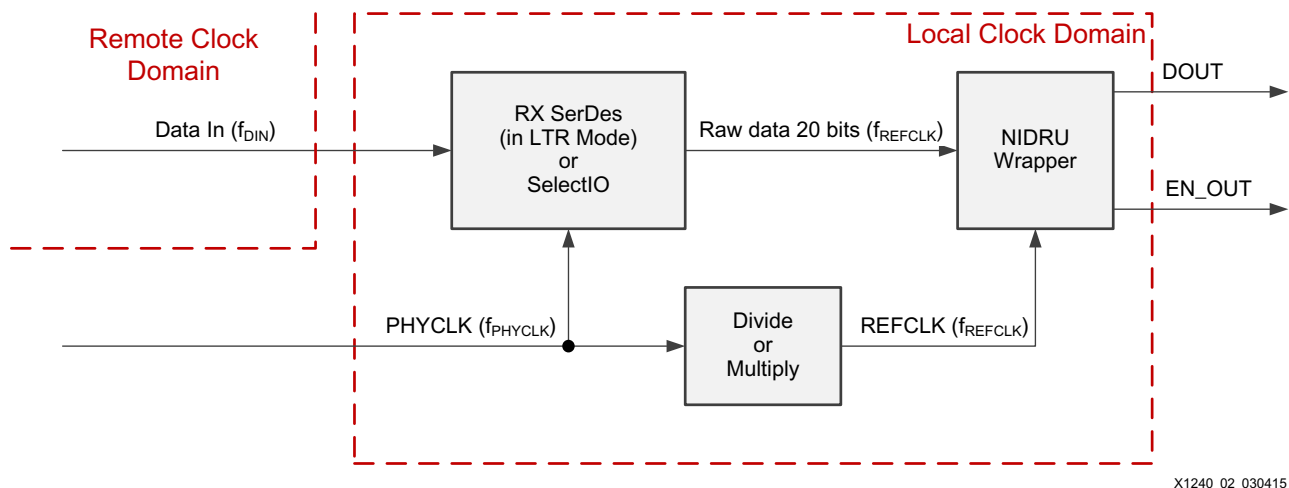 Remote Clock
Domain
Local Clock Domain
DOUT
Data In (fDIN)
RX SerDes
(in LTR Mode)
or
SelectIO
Raw data 20 bits (fREFCLK)
NIDRU
Wrapper
EN_OUT
PHYCLK (fPHYCLK)
Divide
or
Multiply
REFCLK (fREFCLK)
X1240_02_030415